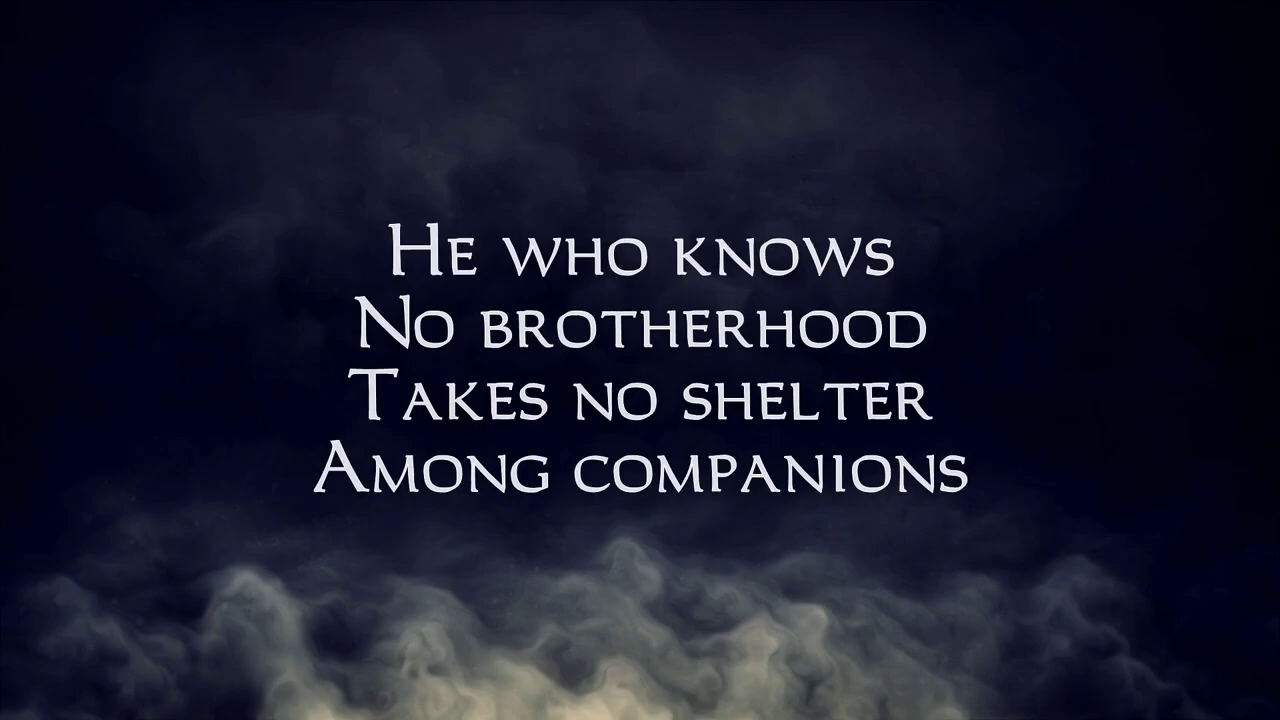 He who knows
No brotherhood
Takes no shelter
Among companions